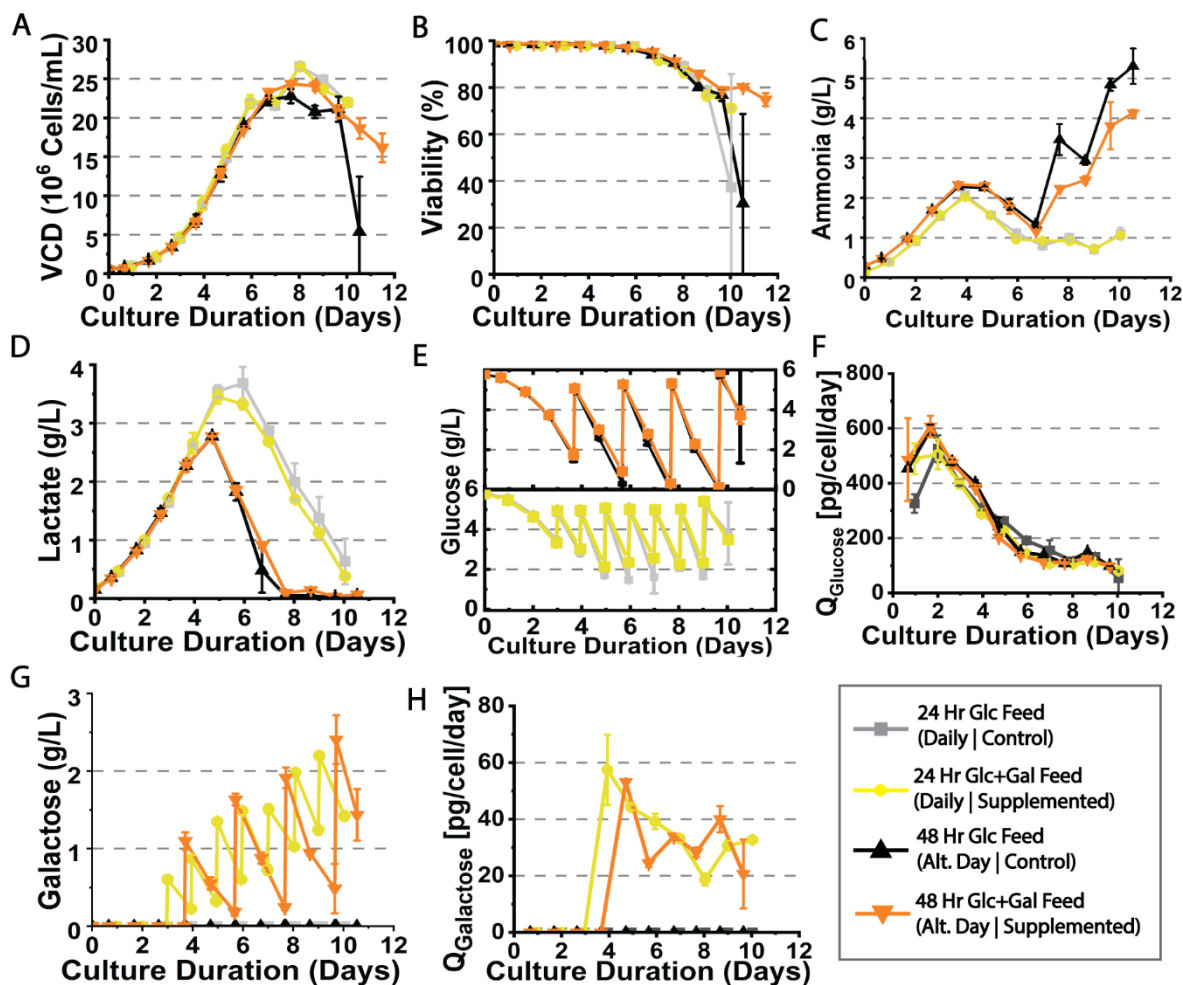 A
VCD (10⁶ Cells/mL)
30
25
20
15
10
5
0
0 2 4 6 8 10 12
Culture Duration (Days)
B
Viability (%)
100
80
60
40
20
0
0 2 4 6 8 10 12
Culture Duration (Days)
C
Ammonia (g/L)
6
5
4
3
2
1
0
0 2 4 6 8 10 12
Culture Duration (Days)
D
Lactate (g/L)
4
3
2
1
0
0 2 4 6 8 10 12
Culture Duration (Days)
E
Glucose (g/L)
6
4
2
0
6
4
2
0
0 2 4 6 8 10 12
Culture Duration (Days)
F
QGlucose [pg/cell/day]
800
600
400
200
0
0 2 4 6 8 10 12
Culture Duration (Days)
G
Galactose (g/L)
3
2
1
0
0 2 4 6 8 10 12
Culture Duration (Days)
H
QGalactose [pg/cell/day]
80
60
40
20
0
0 2 4 6 8 10 12
Culture Duration (Days)
24 Hr Glc Feed
(Daily | Control)
24 Hr Glc+Gal Feed
(Daily | Supplemented)
48 Hr Glc Feed
(Alt. Day | Control)
48 Hr Glc+Gal Feed
(Alt. Day | Supplemented)